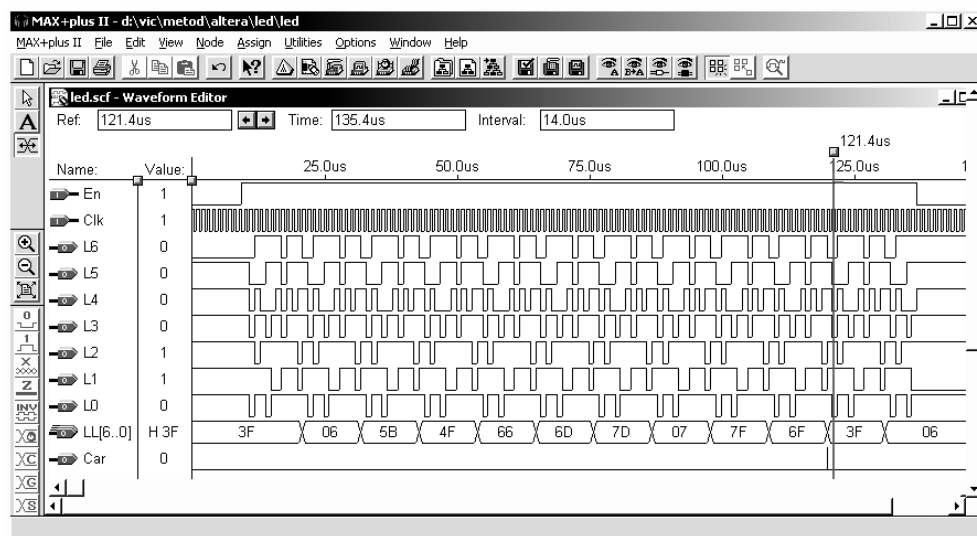 MAX+plus II - d:\vic\metod\altera\led\led
MAX+plus II File Edit View Node Assign Utilities Options Window Help
led.scf - Waveform Editor
Ref: 121.4us Time: 135.4us Interval: 14.0us
121.4us
Name: Value: 25.0us 50.0us 75.0us 100.0us 125.0us 1
En 1
Clk 1
L6 0
L5 0
L4 0
L3 0
L2 1
L1 1
L0 0
LL[6..0] H 3F 3F 06 5B 4F 66 6D 7D 07 7F 6F 3F 06
Car 0